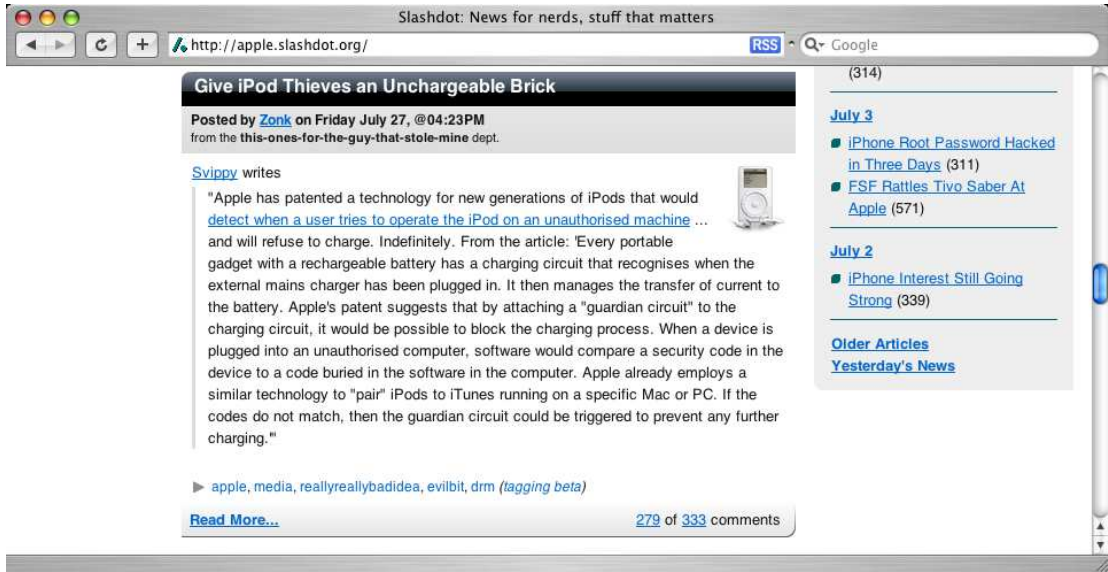 Slashdot: News for nerds, stuff that matters
http://apple.slashdot.org/
RSS
Google
Give iPod Thieves an Unchargeable Brick
Posted by Zonk on Friday July 27, @04:23PM
from the this-ones-for-the-guy-that-stole-mine dept.
Svippy writes
"Apple has patented a technology for new generations of iPods that would
detect when a user tries to operate the iPod on an unauthorised machine ...
and will refuse to charge. Indefinitely. From the article: 'Every portable
gadget with a rechargeable battery has a charging circuit that recognises when the
external mains charger has been plugged in. It then manages the transfer of current to
the battery. Apple's patent suggests that by attaching a "guardian circuit" to the
charging circuit, it would be possible to block the charging process. When a device is
plugged into an unauthorised computer, software would compare a security code in the
device to a code buried in the software in the computer. Apple already employs a
similar technology to "pair" iPods to iTunes running on a specific Mac or PC. If the
codes do not match, then the guardian circuit could be triggered to prevent any further
charging.'"
apple, media, reallyreallybadidea, evilbit, drm (tagging beta)
Read More...
279 of 333 comments
(314)
July 3
iPhone Root Password Hacked
in Three Days (311)
FSF Rattles Tivo Saber At
Apple (571)
July 2
iPhone Interest Still Going
Strong (339)
Older Articles
Yesterday's News